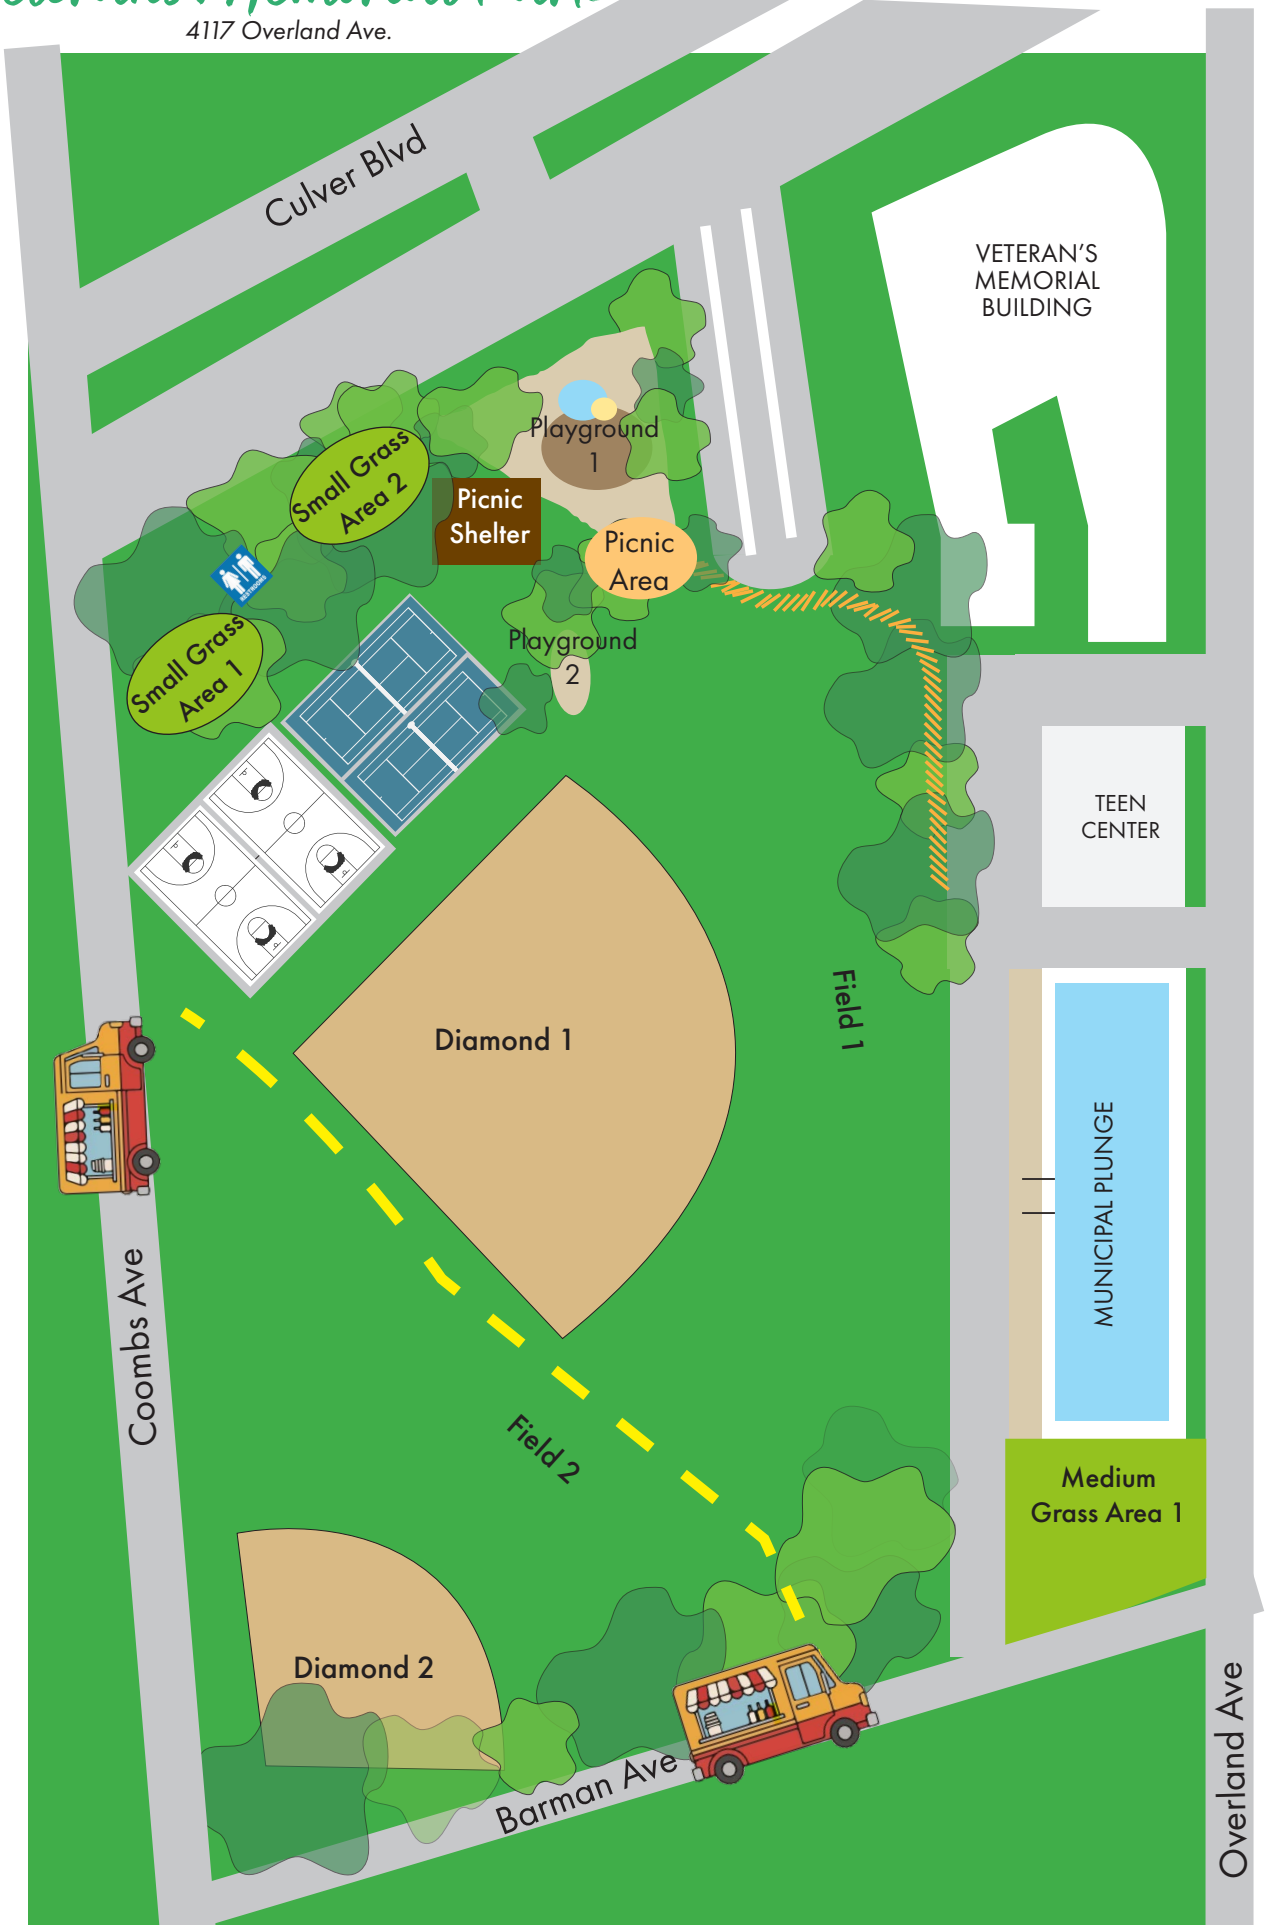 4117 Overland Ave.
Culver Blvd
VETERAN'S
MEMORIAL
BUILDING
Playground
1
Small Grass
Area 2
Picnic
Shelter
Picnic
Area
RESTROOMS
Small Grass
Area 1
Playground
2
TEEN
CENTER
Field 1
Diamond 1
MUNICIPAL PLUNGE
Coombs Ave
Field 2
Medium
Grass Area 1
Diamond 2
Barman Ave
Overland Ave